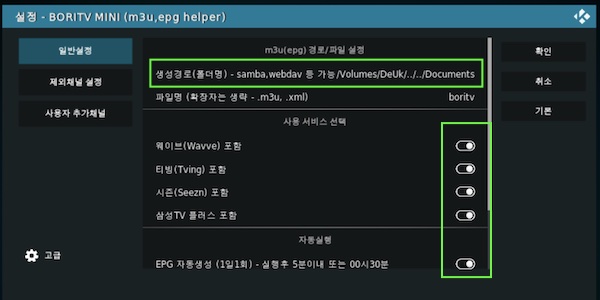 설정 - BORITV MINI (m3u,epg helper)
일반설정
제외채널 설정
사용자 추가채널
고급
m3u(epg) 경로/파일 설정
생성경로(폴더명) - samba,webdav 등 가능/Volumes/DeUk/../../Documents
파일명 (확장자는 생략 - .m3u, .xml) boritv
사용 서비스 선택
웨이브(Wavve) 포함
티빙(Tving) 포함
시즌(Seezn) 포함
삼성TV 플러스 포함
자동실행
EPG 자동생성 (1일1회) - 실행후 5분이내 또는 00시30분
확인
취소
기본